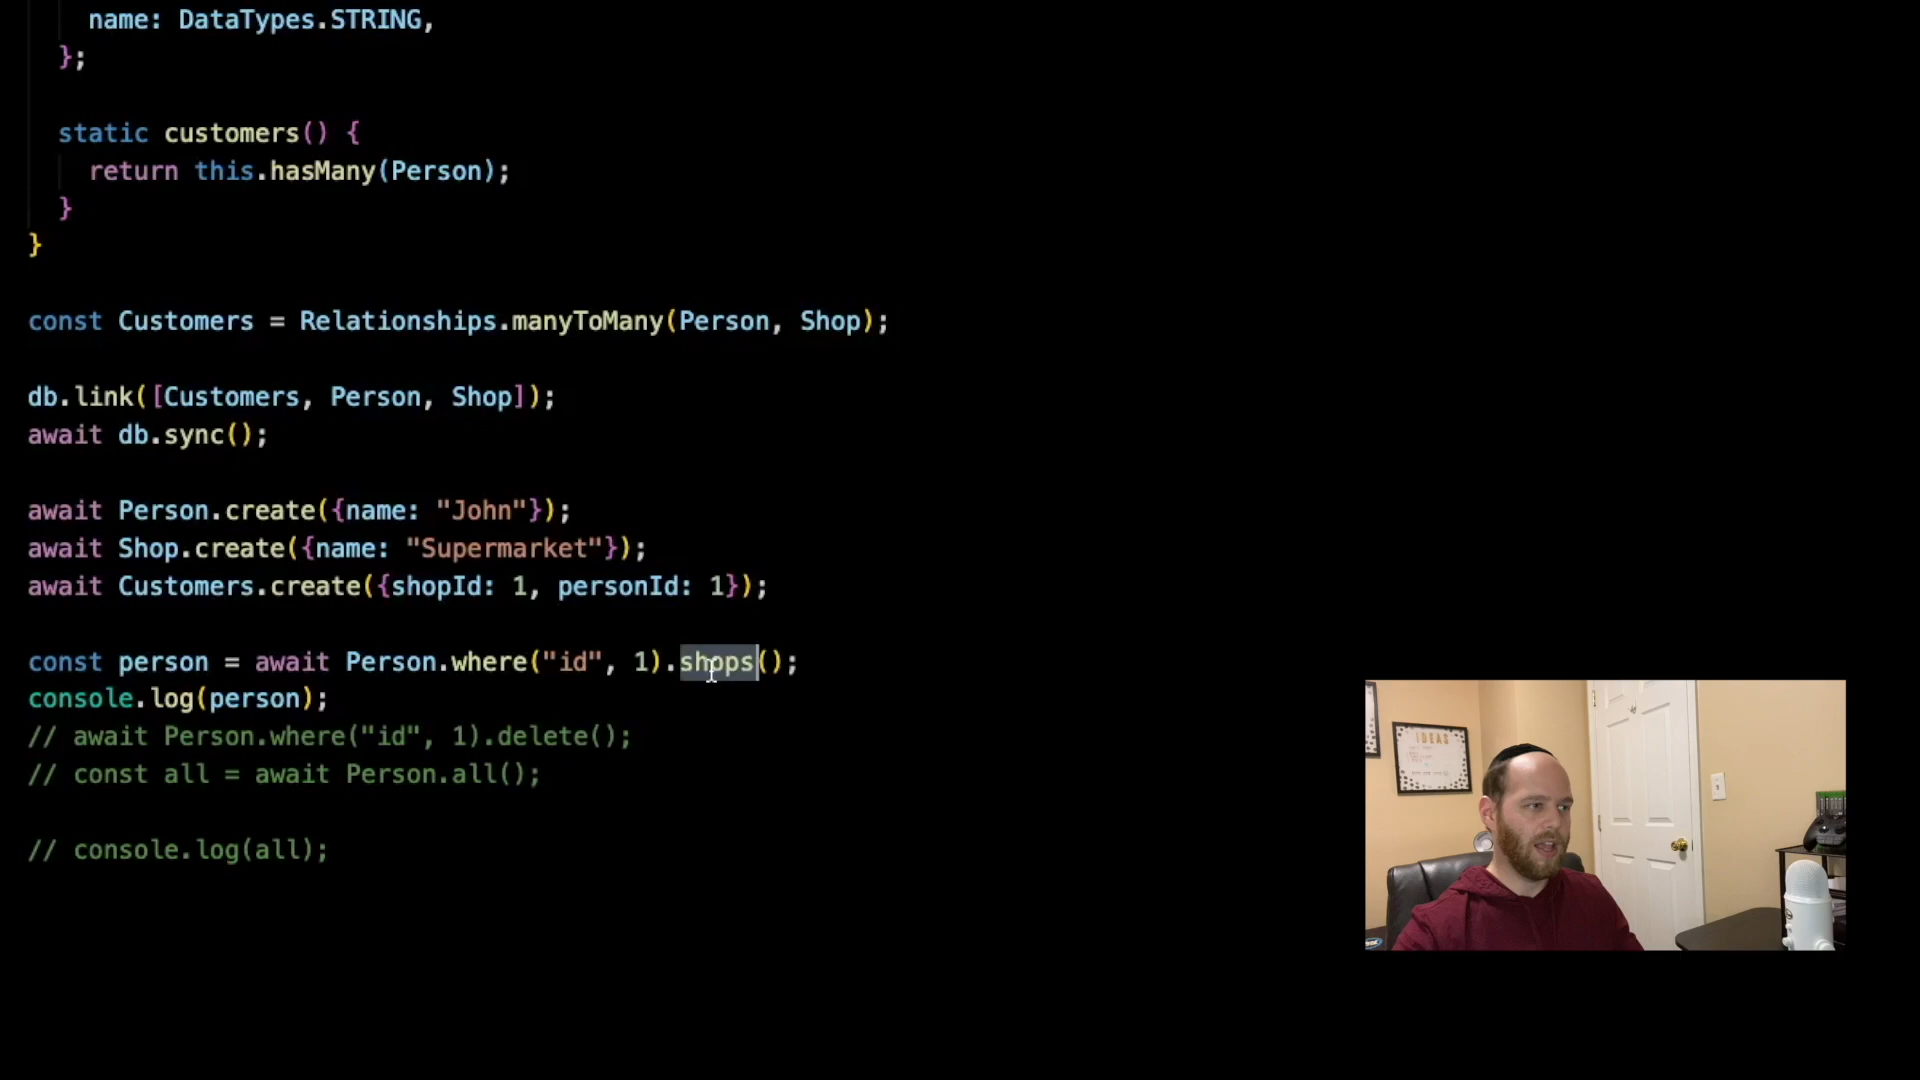 name: DataTypes.STRING,
};
static customers() {
return this.hasMany(Person);
}
}
const Customers = Relationships.manyToMany(Person, Shop);
db.link([Customers, Person, Shop]);
await db.sync();
await Person.create({name: "John"});
await Shop.create({name: "Supermarket"});
await Customers.create({shopId: 1, personId: 1});
const person = await Person.where("id", 1).shops();
console.log(person);
// await Person.where("id", 1).delete();
// const all = await Person.all();
// console.log(all);
IDEAS